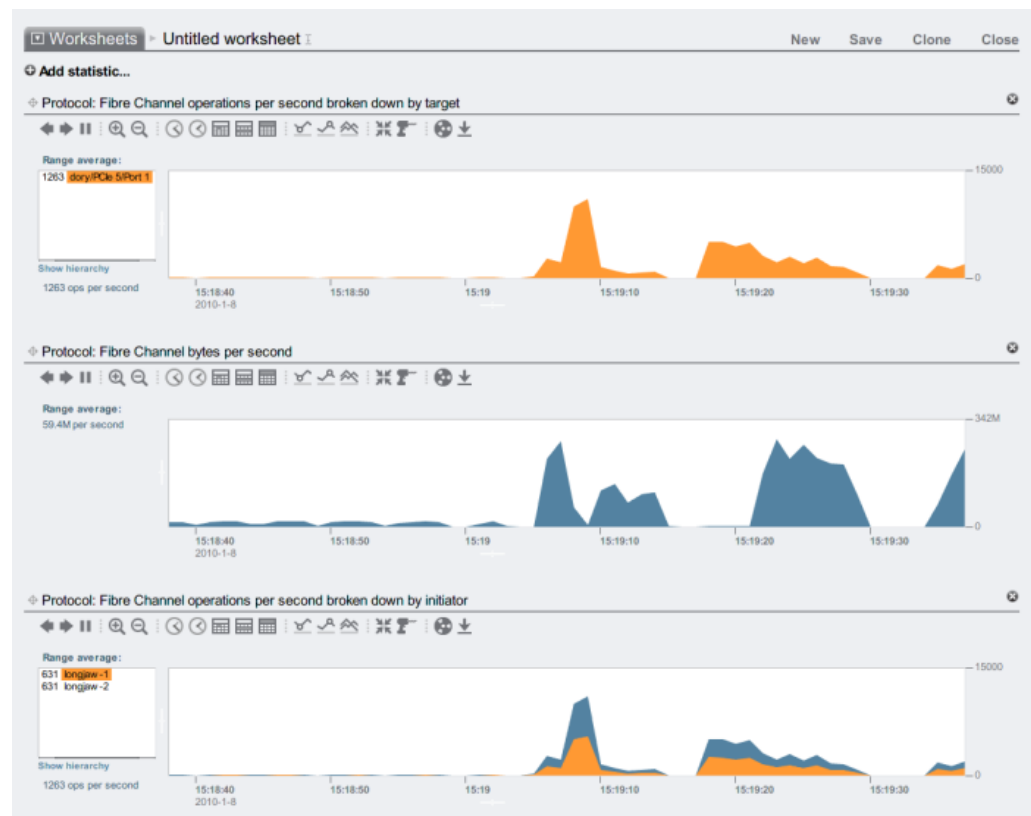 Worksheets Untitled worksheet New Save Clone Close
Add statistic...
Protocol: Fibre Channel operations per second broken down by target
Range average:
1263 dory/PCIe 5/Port 1
15000
Show hierarchy
0
1263 ops per second
15:18:40 15:18:50 15:19 15:19:10 15:19:20 15:19:30
2010-1-8
Protocol: Fibre Channel bytes per second
Range average:
59.4M per second
342M
0
15:18:40 15:18:50 15:19 15:19:10 15:19:20 15:19:30
2010-1-8
Protocol: Fibre Channel operations per second broken down by initiator
Range average:
631 longjaw-1
631 longjaw-2
15000
Show hierarchy
0
1263 ops per second
15:18:40 15:18:50 15:19 15:19:10 15:19:20 15:19:30
2010-1-8